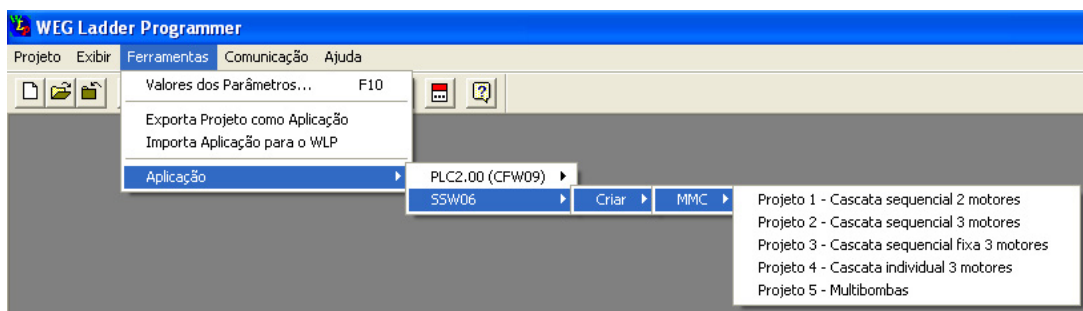 WEG Ladder Programmer
Projeto Exibir Ferramentas Comunicação Ajuda
Valores dos Parâmetros... F10
Exporta Projeto como Aplicação
Importa Aplicação para o WLP
Aplicação
PLC2.00 (CFW09)
SSW06
Criar
MMC
Projeto 1 - Cascata sequencial 2 motores
Projeto 2 - Cascata sequencial 3 motores
Projeto 3 - Cascata sequencial fixa 3 motores
Projeto 4 - Cascata individual 3 motores
Projeto 5 - Multibombas